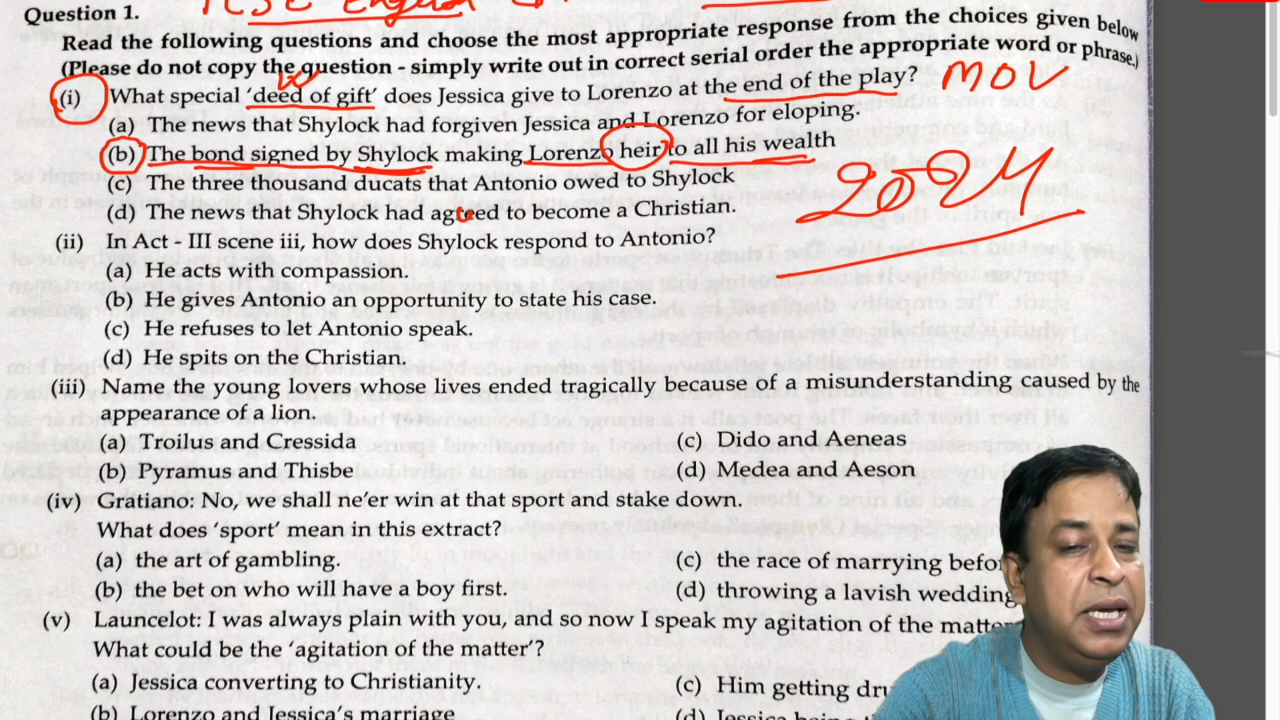 ICSE English
Question 1.
Read the following questions and choose the most appropriate response from the choices given below
(Please do not copy the question - simply write out in correct serial order the appropriate word or phrase.)
(i) What special 'deed of gift' does Jessica give to Lorenzo at the end of the play? MOV
(a) The news that Shylock had forgiven Jessica and Lorenzo for eloping.
(b) The bond signed by Shylock making Lorenzo heir to all his wealth
(c) The three thousand ducats that Antonio owed to Shylock
(d) The news that Shylock had agreed to become a Christian.
2024
(ii) In Act - III scene iii, how does Shylock respond to Antonio?
(a) He acts with compassion.
(b) He gives Antonio an opportunity to state his case.
(c) He refuses to let Antonio speak.
(d) He spits on the Christian.
(iii) Name the young lovers whose lives ended tragically because of a misunderstanding caused by the
appearance of a lion.
(a) Troilus and Cressida (c) Dido and Aeneas
(b) Pyramus and Thisbe (d) Medea and Aeson
(iv) Gratiano: No, we shall ne'er win at that sport and stake down.
What does 'sport' mean in this extract?
(a) the art of gambling. (c) the race of marrying
(b) the bet on who will have a boy first. (d) throwing a lavish wedding
(v) Launcelot: I was always plain with you, and so now I speak my agitation of the matter
What could be the 'agitation of the matter'?
(a) Jessica converting to Christianity. (c) Him getting
(b) Lorenzo and Jessica's marriage (d) Jessica being